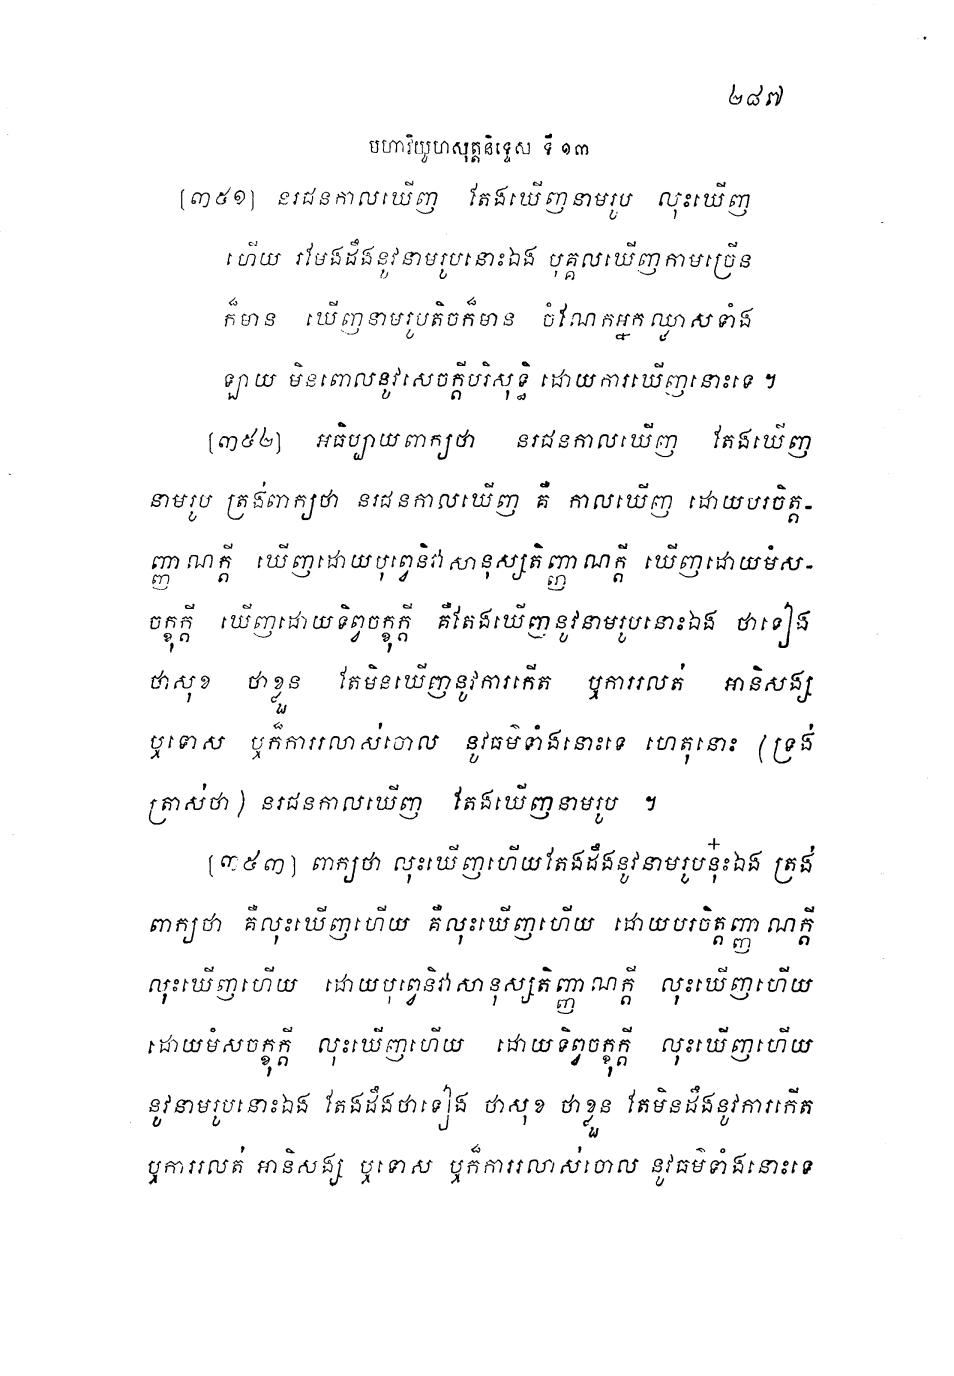 ២៨៧
មហាវិយូហសុត្តនិទ្ទេស ទី ១៣
(៣៥១) នរជនកាលឃើញ តែងឃើញនាមរូប លុះឃើញ
ហើយ រមែងដឹងនូវនាមរូបនោះឯង បុគ្គលឃើញកាមច្រើន
ក៏មាន ឃើញនាមរូបតិចក៏មាន ចំណែកអ្នកឈ្លាសទាំង
ឡាយ មិនពោលនូវសេចក្តីបរិសុទ្ធិ ដោយការឃើញនោះទេ ។
(៣៥២) អធិប្បាយពាក្យថា នរជនកាលឃើញ តែងឃើញ
នាមរូប ត្រង់ពាក្យថា នរជនកាលឃើញ គឺ កាលឃើញ ដោយបរចិត្ត-
ញ្ញាណក្តី ឃើញដោយបុព្វេនិវាសានុស្សតិញ្ញាណក្តី ឃើញដោយមំស-
ចក្ខុក្តី ឃើញដោយទិព្វចក្ខុក្តី គឺតែងឃើញនូវនាមរូបនោះឯង ថាទៀង
ថាសុខ ថាខ្លួន តែមិនឃើញនូវការកើត ឬការរលត់ អានិសង្ស
ឬទោស ឬក៏ការរលាស់ចោល នូវធម៌ទាំងនោះទេ ហេតុនោះ (ទ្រង់
ត្រាស់ថា) នរជនកាលឃើញ តែងឃើញនាមរូប ។
(៣៥៣) ពាក្យថា លុះឃើញហើយតែងដឹងនូវនាមរូបនុ៎ះឯង ត្រង់
ពាក្យថា គឺលុះឃើញហើយ គឺលុះឃើញហើយ ដោយបរចិត្តញ្ញាណក្តី
លុះឃើញហើយ ដោយបុព្វេនិវាសានុស្សតិញ្ញាណក្តី លុះឃើញហើយ
ដោយមំសចក្ខុក្តី លុះឃើញហើយ ដោយទិព្វចក្ខុក្តី លុះឃើញហើយ
នូវនាមរូបនោះឯង តែងដឹងថាទៀង ថាសុខ ថាខ្លួន តែមិនដឹងនូវការកើត
ឬការរលត់ អានិសង្ស ឬទោស ឬក៏ការរលាស់ចោល នូវធម៌ទាំងនោះទេ